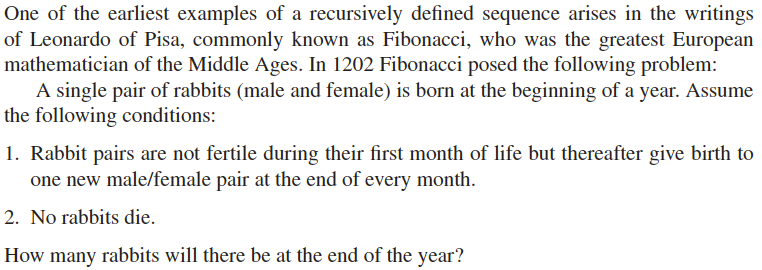 One of the earliest examples of a recursively defined sequence arises in the writings
of Leonardo of Pisa, commonly known as Fibonacci, who was the greatest European
mathematician of the Middle Ages. In 1202 Fibonacci posed the following problem:
A single pair of rabbits (male and female) is born at the beginning of a year. Assume
the following conditions:
1. Rabbit pairs are not fertile during their first month of life but thereafter give birth to
one new male/female pair at the end of every month.
2. No rabbits die.
How many rabbits will there be at the end of the year?